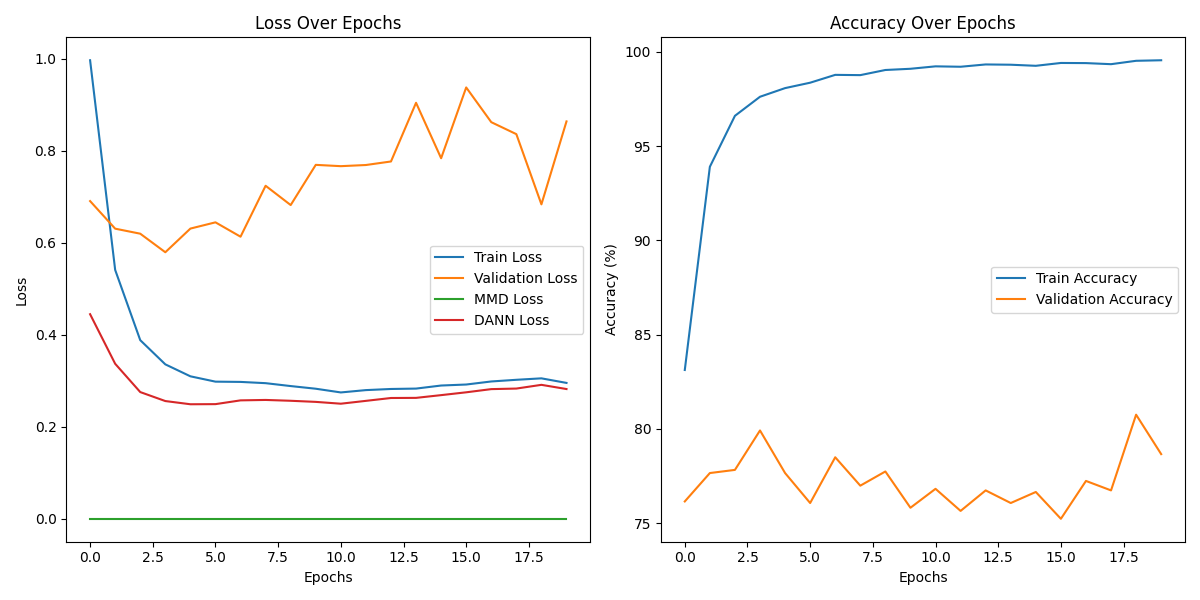 Loss Over Epochs
1.0
0.8
0.6
0.4
0.2
0.0
Loss
Train Loss
Validation Loss
MMD Loss
DANN Loss
0.0 2.5 5.0 7.5 10.0 12.5 15.0 17.5
Epochs
Accuracy Over Epochs
100
95
90
85
80
75
Accuracy (%)
Train Accuracy
Validation Accuracy
0.0 2.5 5.0 7.5 10.0 12.5 15.0 17.5
Epochs